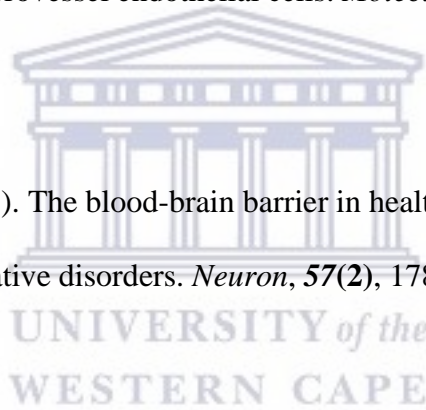 rovessel endothelial cells.
). The blood-brain barrier in healt
ative disorders. Neuron, 57(2), 178
UNIVERSITY of the
WESTERN CAPE